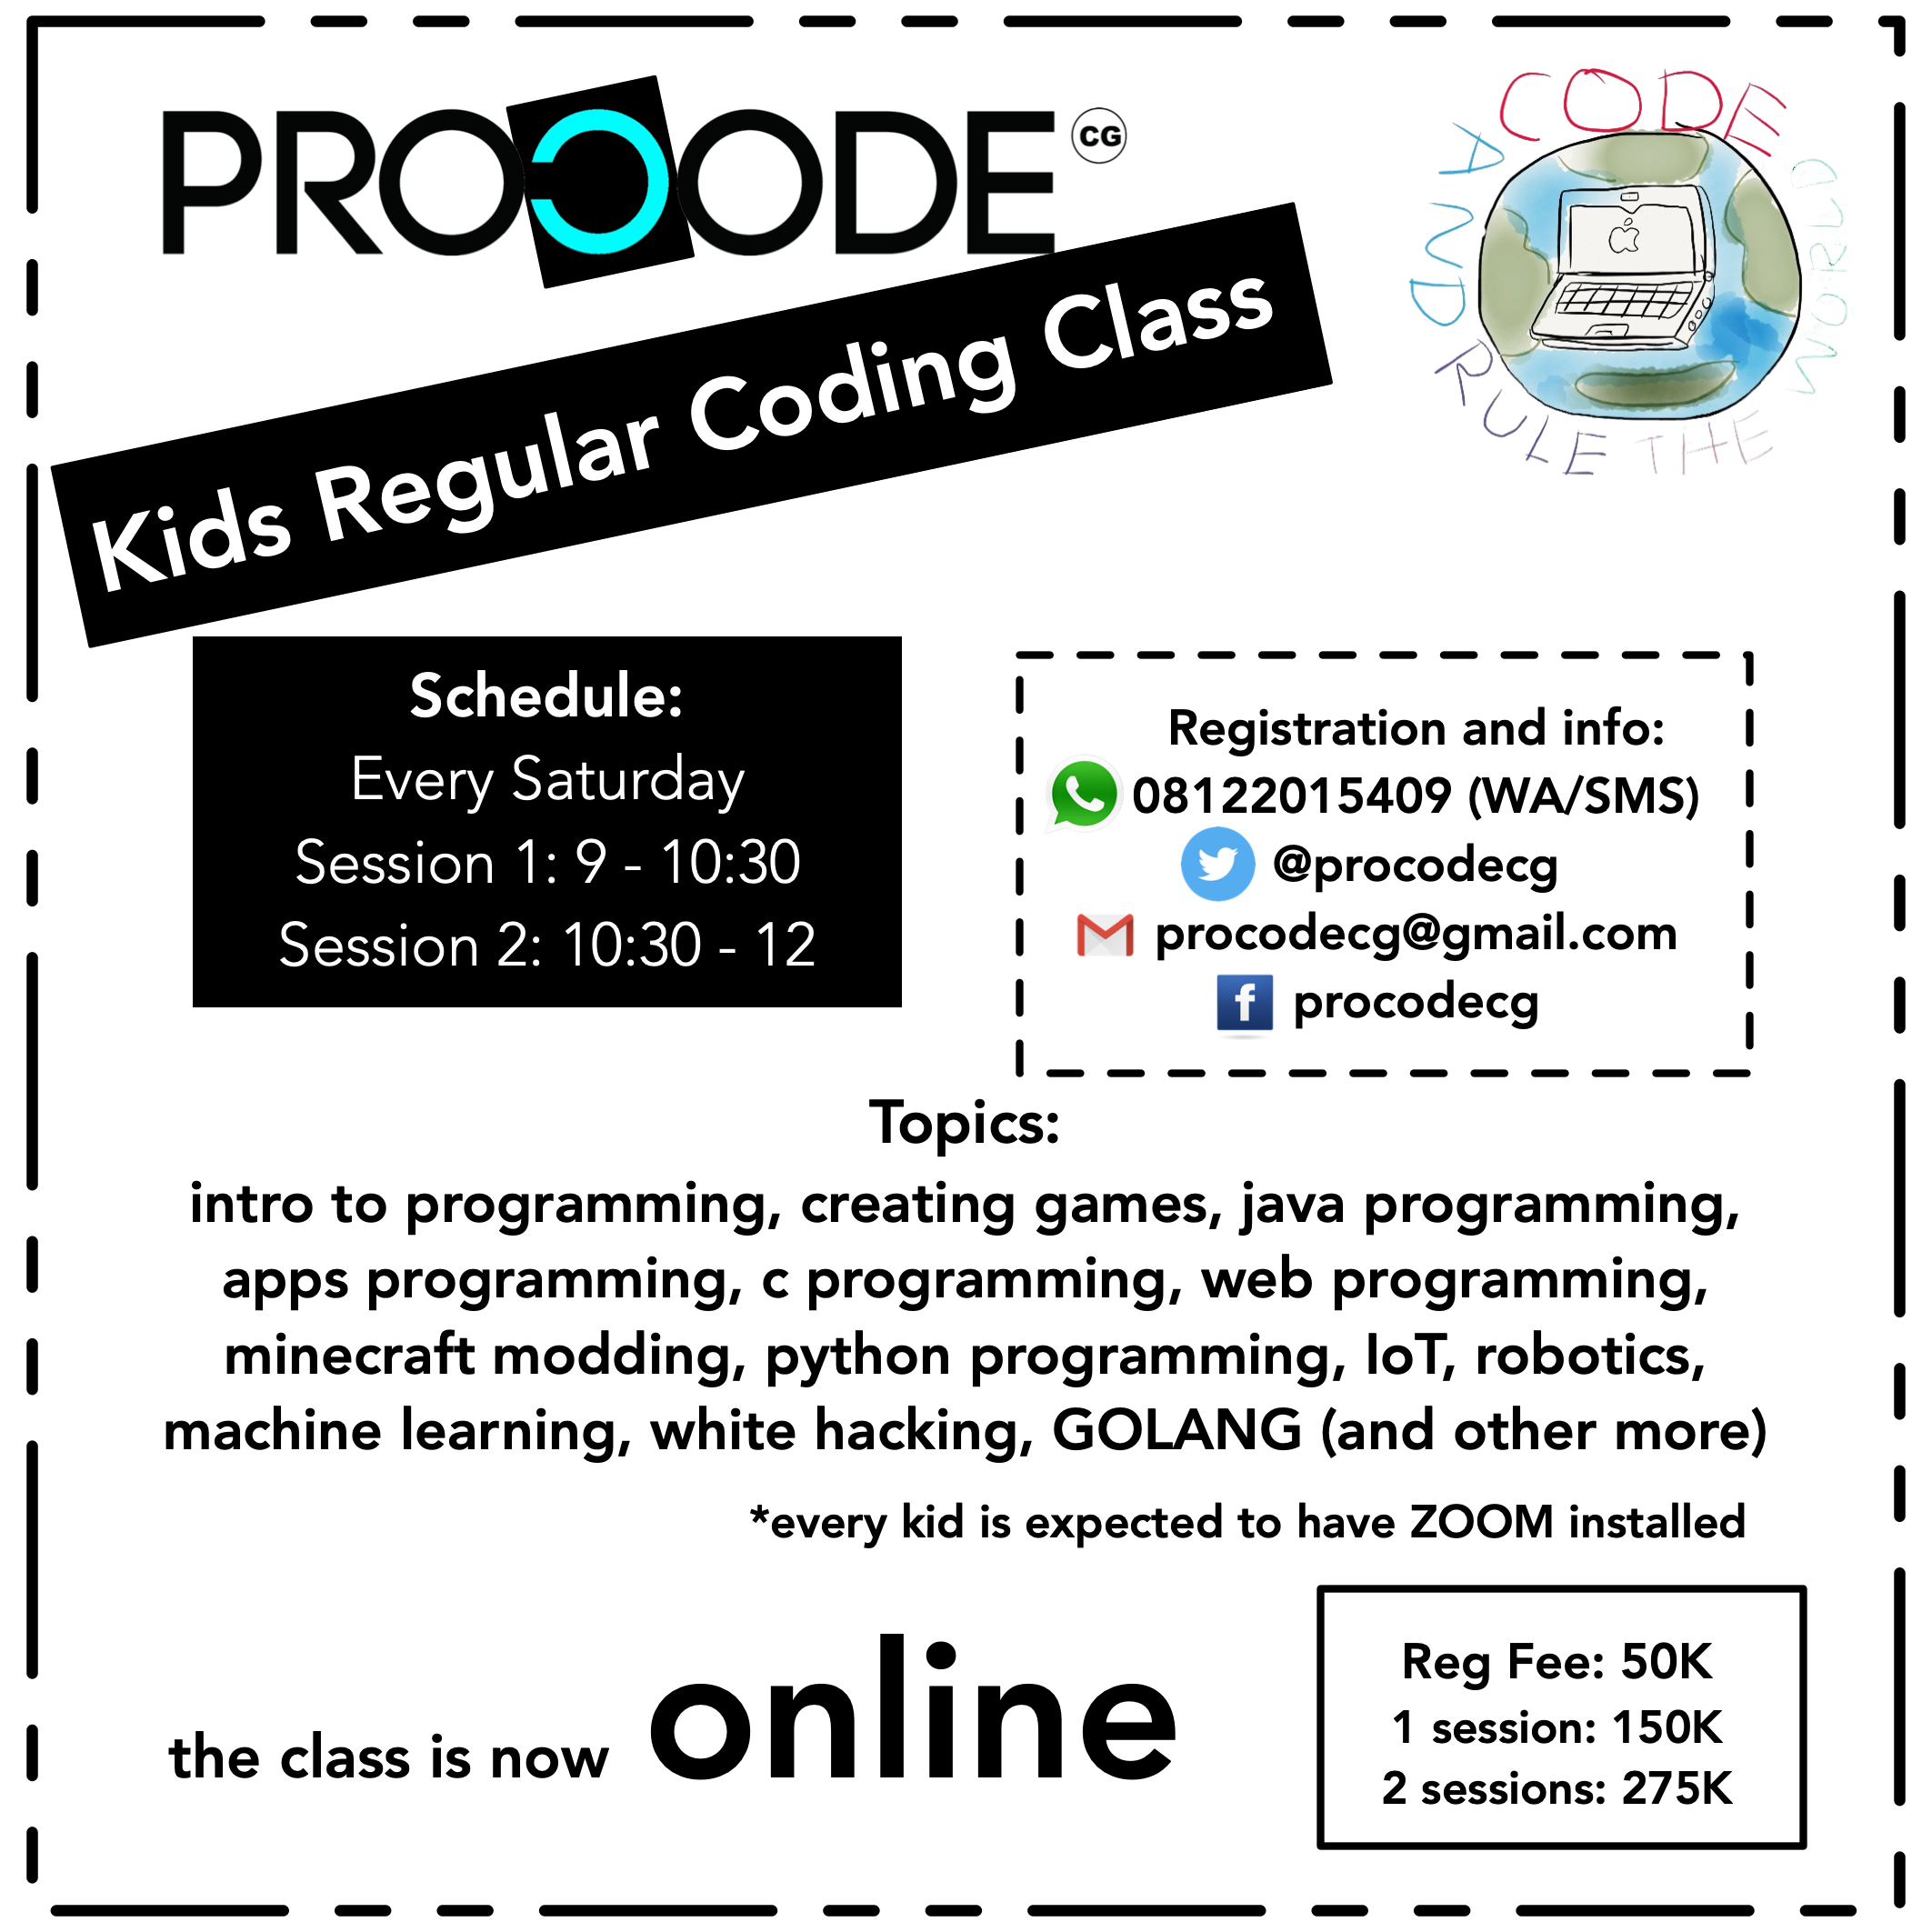 PROCODE CG
CODE AND RULE THE WORLD
Kids Regular Coding Class
Schedule:
Every Saturday
Session 1: 9 - 10:30
Session 2: 10:30 - 12
Registration and info:
08122015409 (WA/SMS)
@procodecg
procodecg@gmail.com
procodecg
Topics:
intro to programming, creating games, java programming,
apps programming, c programming, web programming,
minecraft modding, python programming, IoT, robotics,
machine learning, white hacking, GOLANG (and other more)
*every kid is expected to have ZOOM installed
the class is now online
Reg Fee: 50K
1 session: 150K
2 sessions: 275K